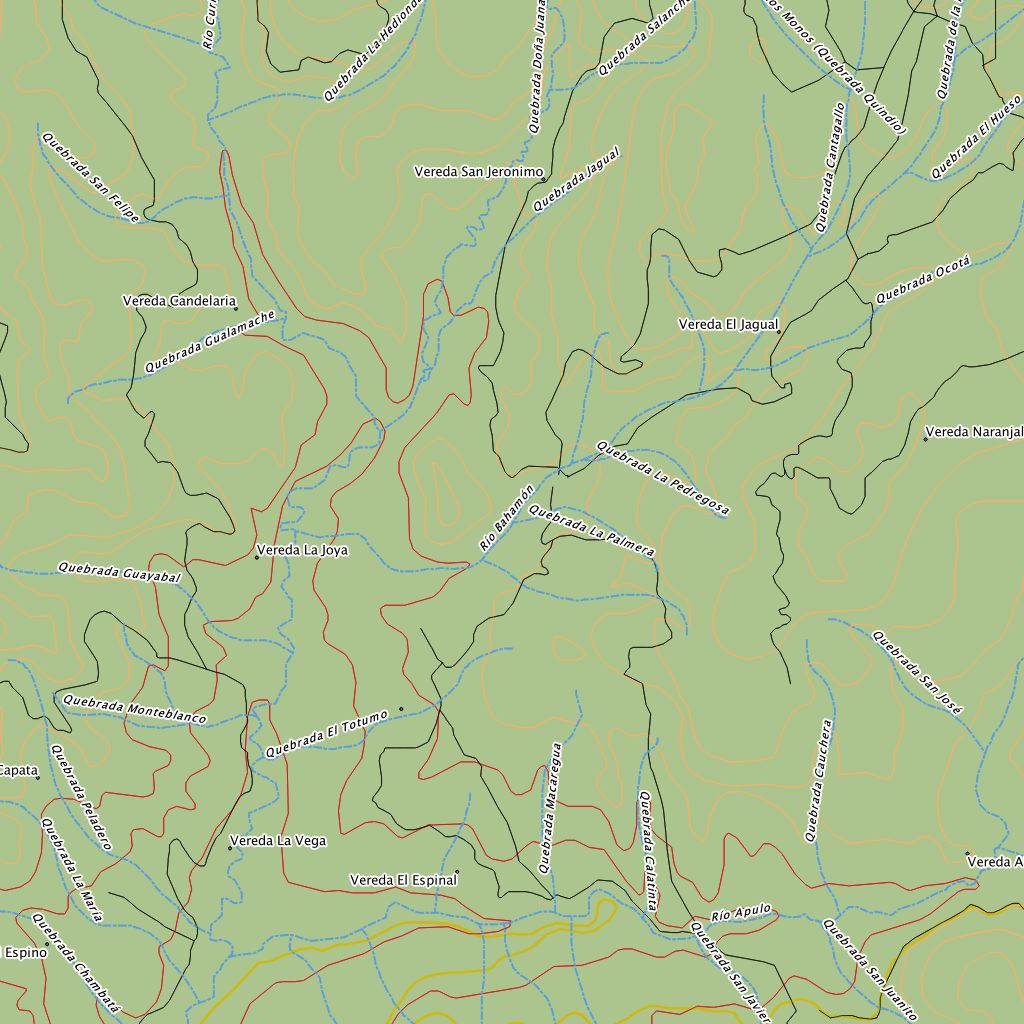 Río Curí
Quebrada La Hedionda
Quebrada Doña Juana
Quebrada Salancha
os Monos (Quebrada Quindio)
Quebrada de la
Quebrada San Felipe
Vereda San Jeronimo
Quebrada Jagual
Quebrada Cantagallo
Quebrada El Hueso
Vereda Candelaria
Quebrada Gualamache
Quebrada Ocotá
Vereda El Jagual
Vereda Naranjal
Quebrada La Pedregosa
Río Bahamón
Quebrada La Palmera
Vereda La Joya
Quebrada Guayabal
Quebrada San José
Quebrada Monteblanco
Quebrada El Totumo
Capata
Quebrada Peladero
Quebrada Macaregua
Quebrada Cauchera
Quebrada Calatinta
Quebrada La María
Vereda La Vega
Vereda A
Vereda El Espinal
Río Apulo
l Espino
Quebrada Chambatá
Quebrada San Javier
Quebrada San Juanito